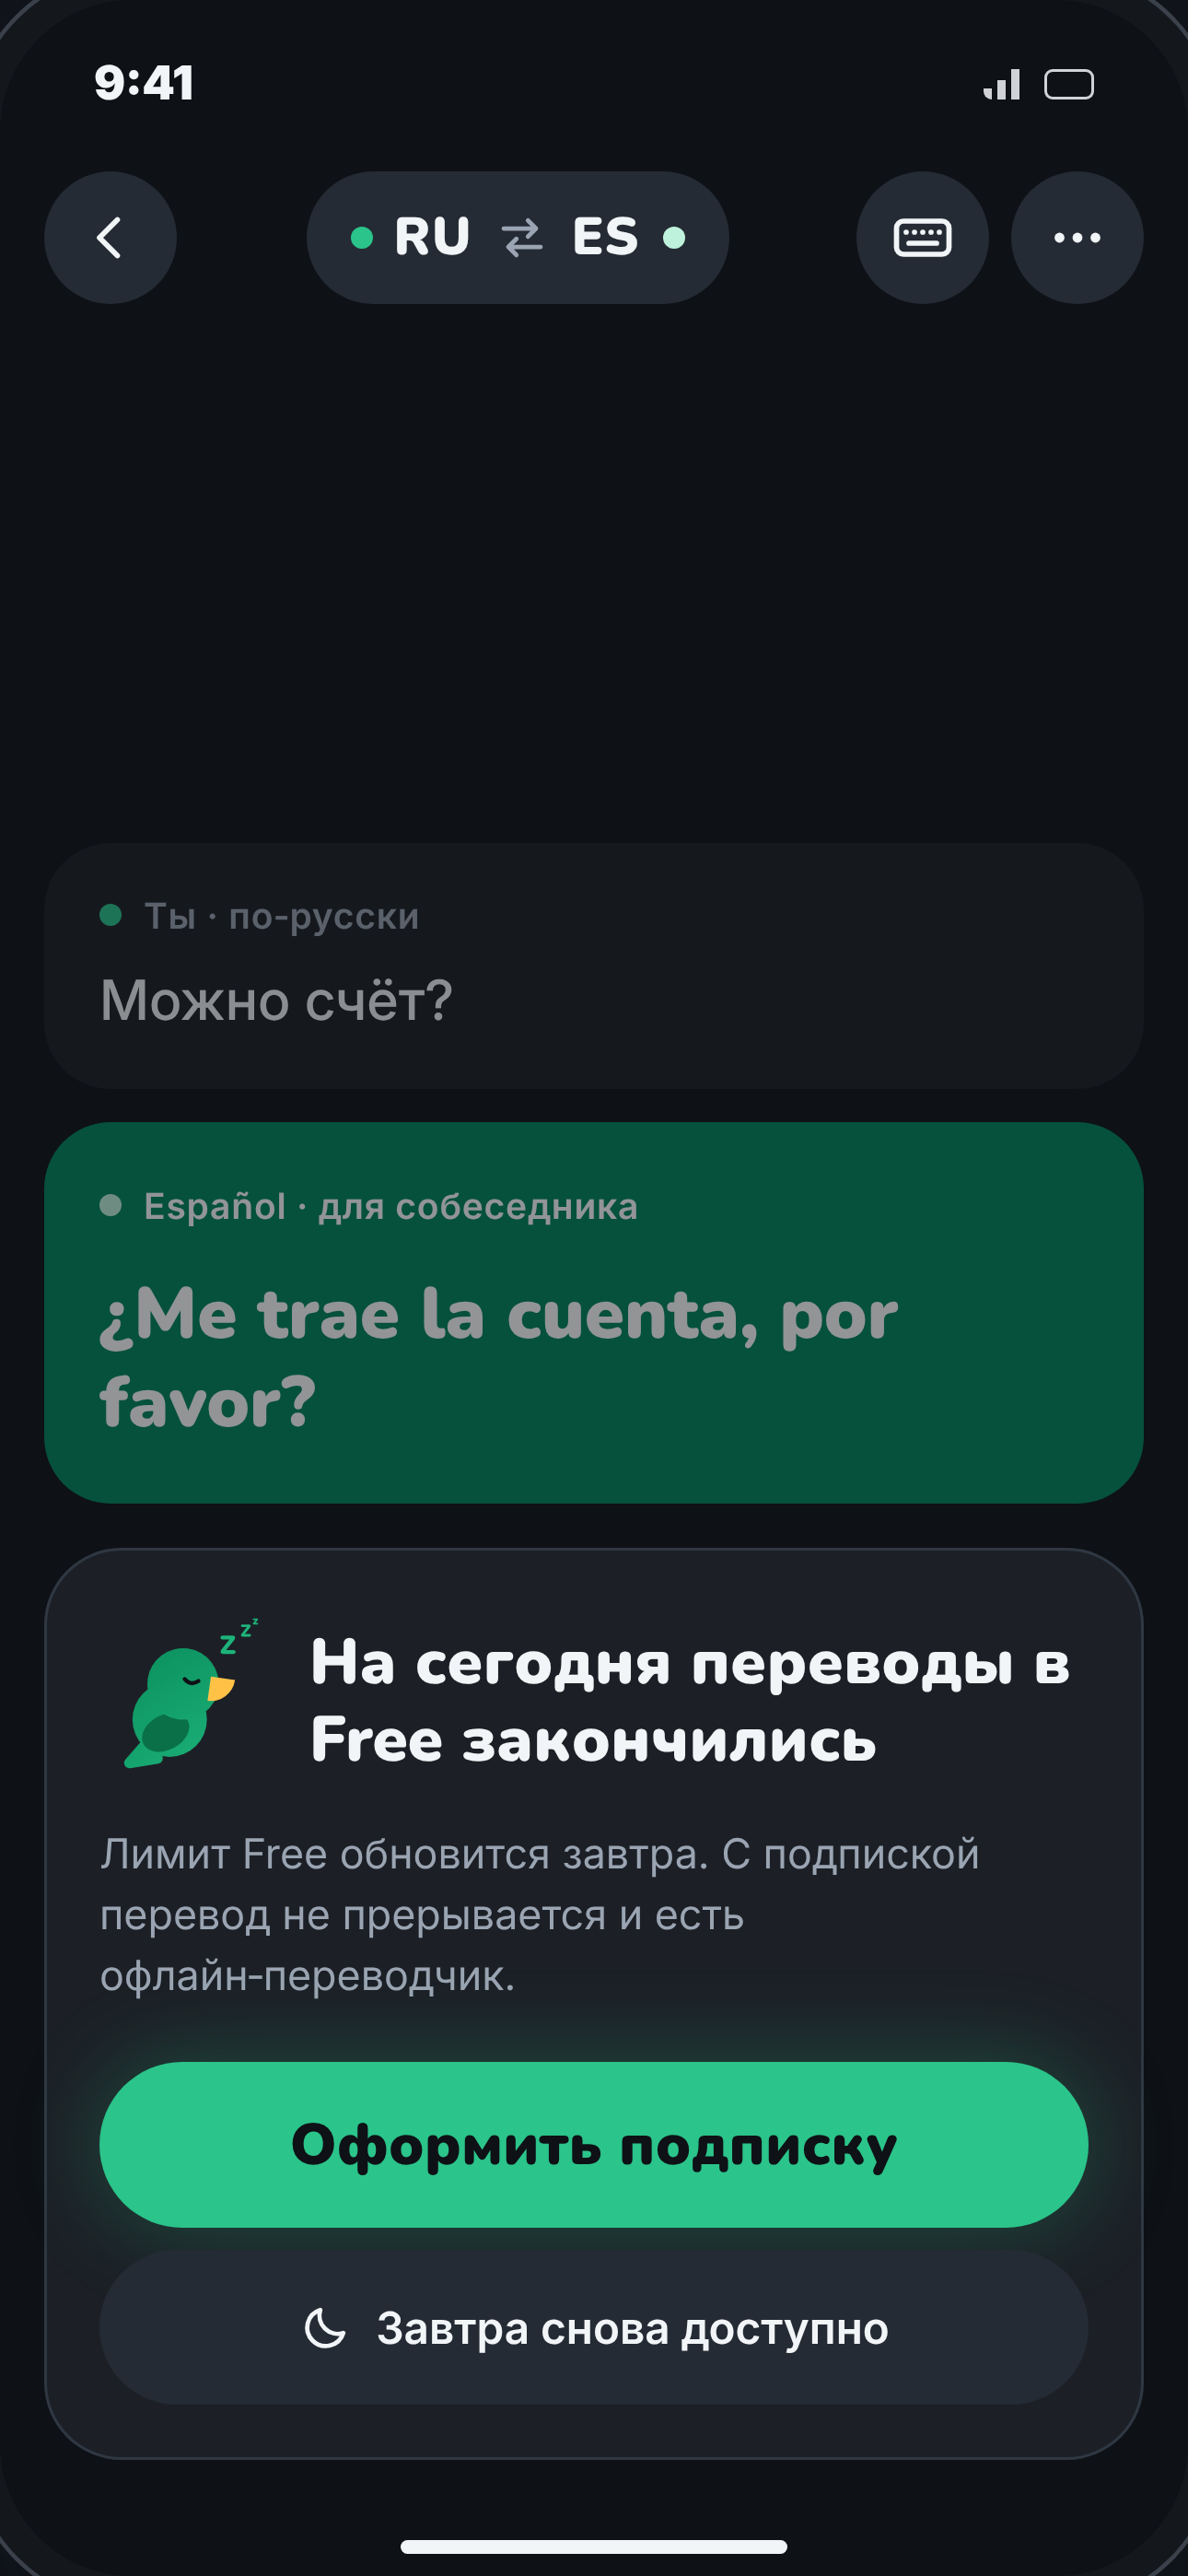 9:41
RU ES
Ты · по-русски
Можно счёт?
Español · для собеседника
¿Me trae la cuenta, por
favor?
z z z
На сегодня переводы в
Free закончились
Лимит Free обновится завтра. С подпиской
перевод не прерывается и есть
офлайн-переводчик.
Оформить подписку
Завтра снова доступно